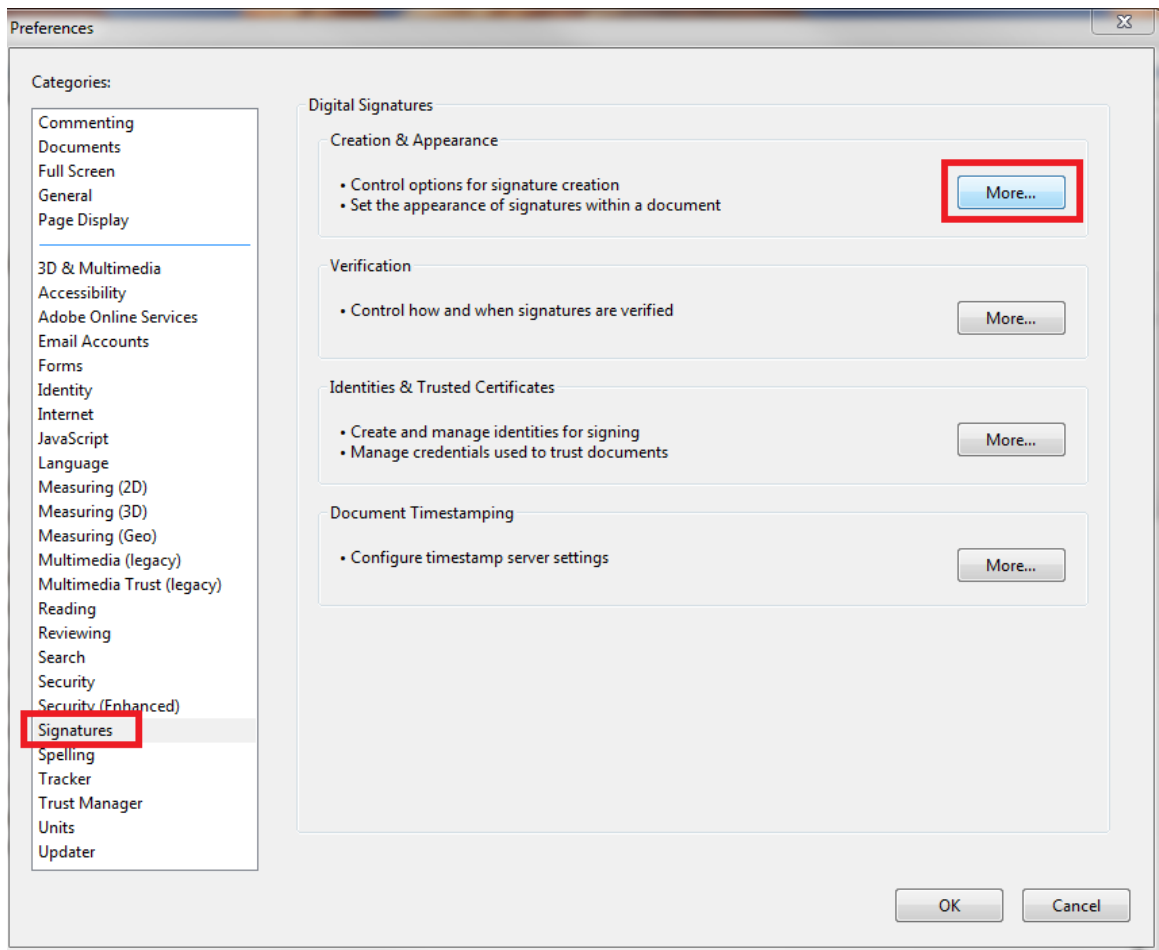 Preferences
Categories:
Commenting
Documents
Full Screen
General
Page Display
3D & Multimedia
Accessibility
Adobe Online Services
Email Accounts
Forms
Identity
Internet
JavaScript
Language
Measuring (2D)
Measuring (3D)
Measuring (Geo)
Multimedia (legacy)
Multimedia Trust (legacy)
Reading
Reviewing
Search
Security
Security (Enhanced)
Signatures
Spelling
Tracker
Trust Manager
Units
Updater
Digital Signatures
Creation & Appearance
• Control options for signature creation
• Set the appearance of signatures within a document
More...
Verification
• Control how and when signatures are verified
More...
Identities & Trusted Certificates
• Create and manage identities for signing
• Manage credentials used to trust documents
More...
Document Timestamping
• Configure timestamp server settings
More...
OK
Cancel